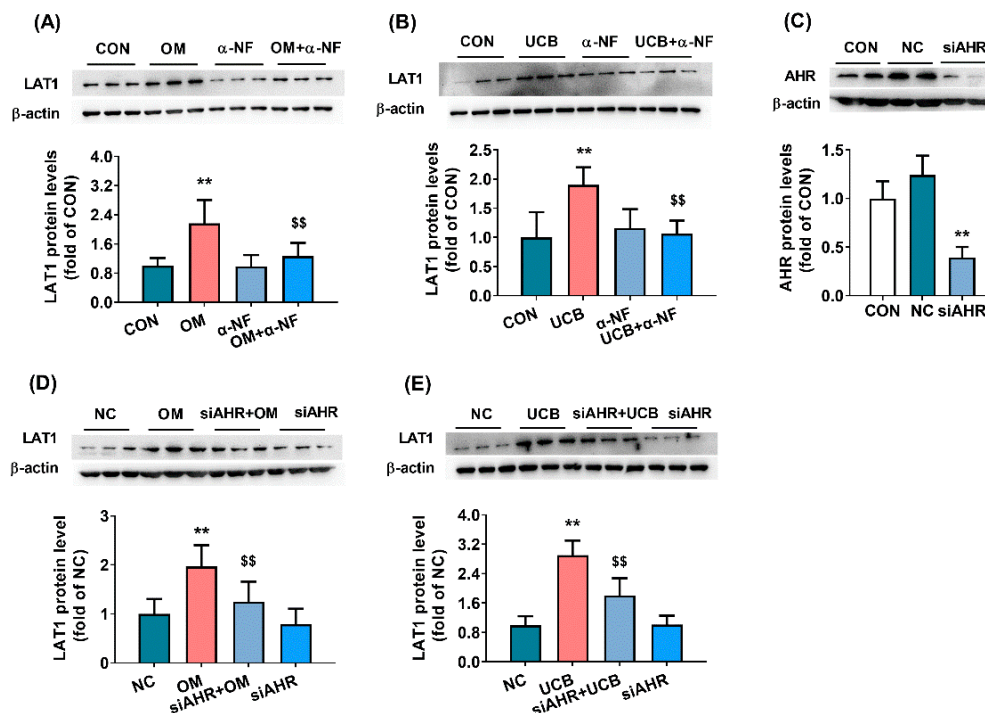 (A)
CON OM α-NF OM+α-NF
LAT1
β-actin
LAT1 protein levels
(fold of CON)
4.0
3.2
2.4
1.6
0.8
0.0
**
$$
CON OM α-NF OM+α-NF
(B)
CON UCB α-NF UCB+α-NF
LAT1
β-actin
LAT1 protein levels
(fold of CON)
2.5
2.0
1.5
1.0
0.5
0.0
**
$$
CON UCB α-NF UCB+α-NF
(C)
CON NC siAHR
AHR
β-actin
AHR protein levels
(fold of CON)
1.5
1.0
0.5
0.0
**
CON NC siAHR
(D)
NC OM siAHR+OM siAHR
LAT1
β-actin
LAT1 protein level
(fold of NC)
3
2
1
0
**
$$
NC OM siAHR+OM siAHR
(E)
NC UCB siAHR+UCB siAHR
LAT1
β-actin
LAT1 protein level
(fold of NC)
4.0
3.2
2.4
1.6
0.8
0.0
**
$$
NC UCB siAHR+UCB siAHR